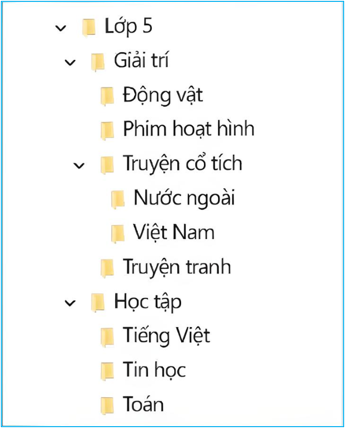 Lớp 5
Giải trí
Động vật
Phim hoạt hình
Truyện cổ tích
Nước ngoài
Việt Nam
Truyện tranh
Học tập
Tiếng Việt
Tin học
Toán